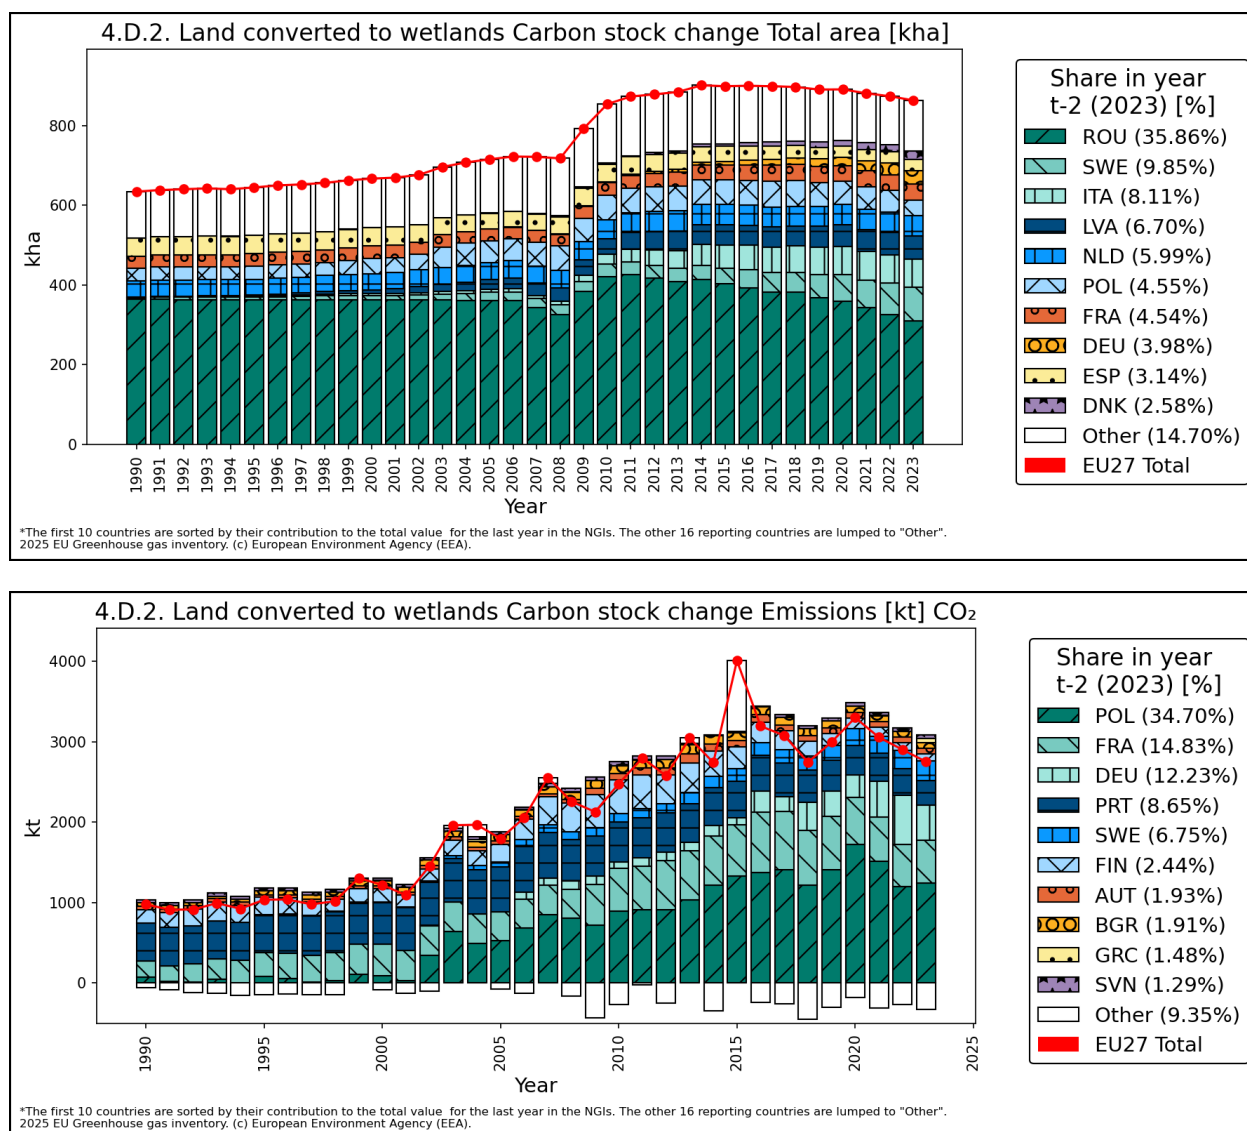 4.D.2. Land converted to wetlands Carbon stock change Total area [kha]
kha
800
600
400
200
0
1990
1991
1992
1993
1994
1995
1996
1997
1998
1999
2000
2001
2002
2003
2004
2005
2006
2007
2008
2009
2010
2011
2012
2013
2014
2015
2016
2017
2018
2019
2020
2021
2022
2023
Year
Share in year
t-2 (2023) [%]
ROU (35.86%)
SWE (9.85%)
ITA (8.11%)
LVA (6.70%)
NLD (5.99%)
POL (4.55%)
FRA (4.54%)
DEU (3.98%)
ESP (3.14%)
DNK (2.58%)
Other (14.70%)
EU27 Total
*The first 10 countries are sorted by their contribution to the total value  for the last year in the NGIs. The other 16 reporting countries are lumped to "Other".
2025 EU Greenhouse gas inventory. (c) European Environment Agency (EEA).
4.D.2. Land converted to wetlands Carbon stock change Emissions [kt] CO₂
kt
4000
3000
2000
1000
0
1990
1995
2000
2005
2010
2015
2020
2025
Year
Share in year
t-2 (2023) [%]
POL (34.70%)
FRA (14.83%)
DEU (12.23%)
PRT (8.65%)
SWE (6.75%)
FIN (2.44%)
AUT (1.93%)
BGR (1.91%)
GRC (1.48%)
SVN (1.29%)
Other (9.35%)
EU27 Total
*The first 10 countries are sorted by their contribution to the total value  for the last year in the NGIs. The other 16 reporting countries are lumped to "Other".
2025 EU Greenhouse gas inventory. (c) European Environment Agency (EEA).